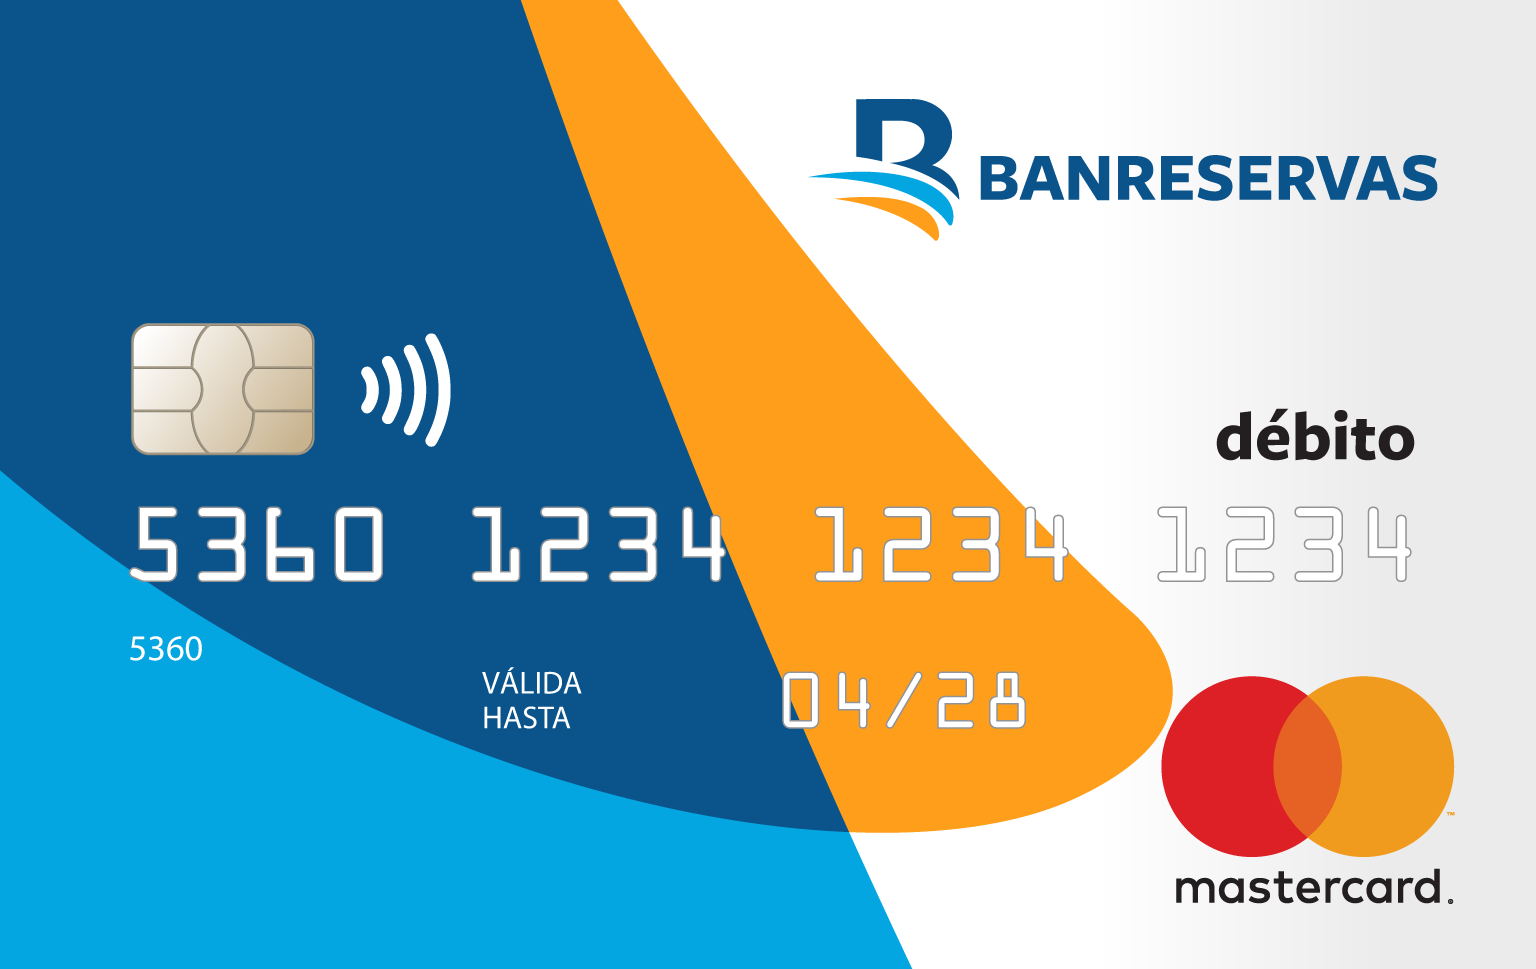 BANRESERVAS
débito
5360 1234 1234 1234
5360
VÁLIDA
HASTA
04/28
mastercard.